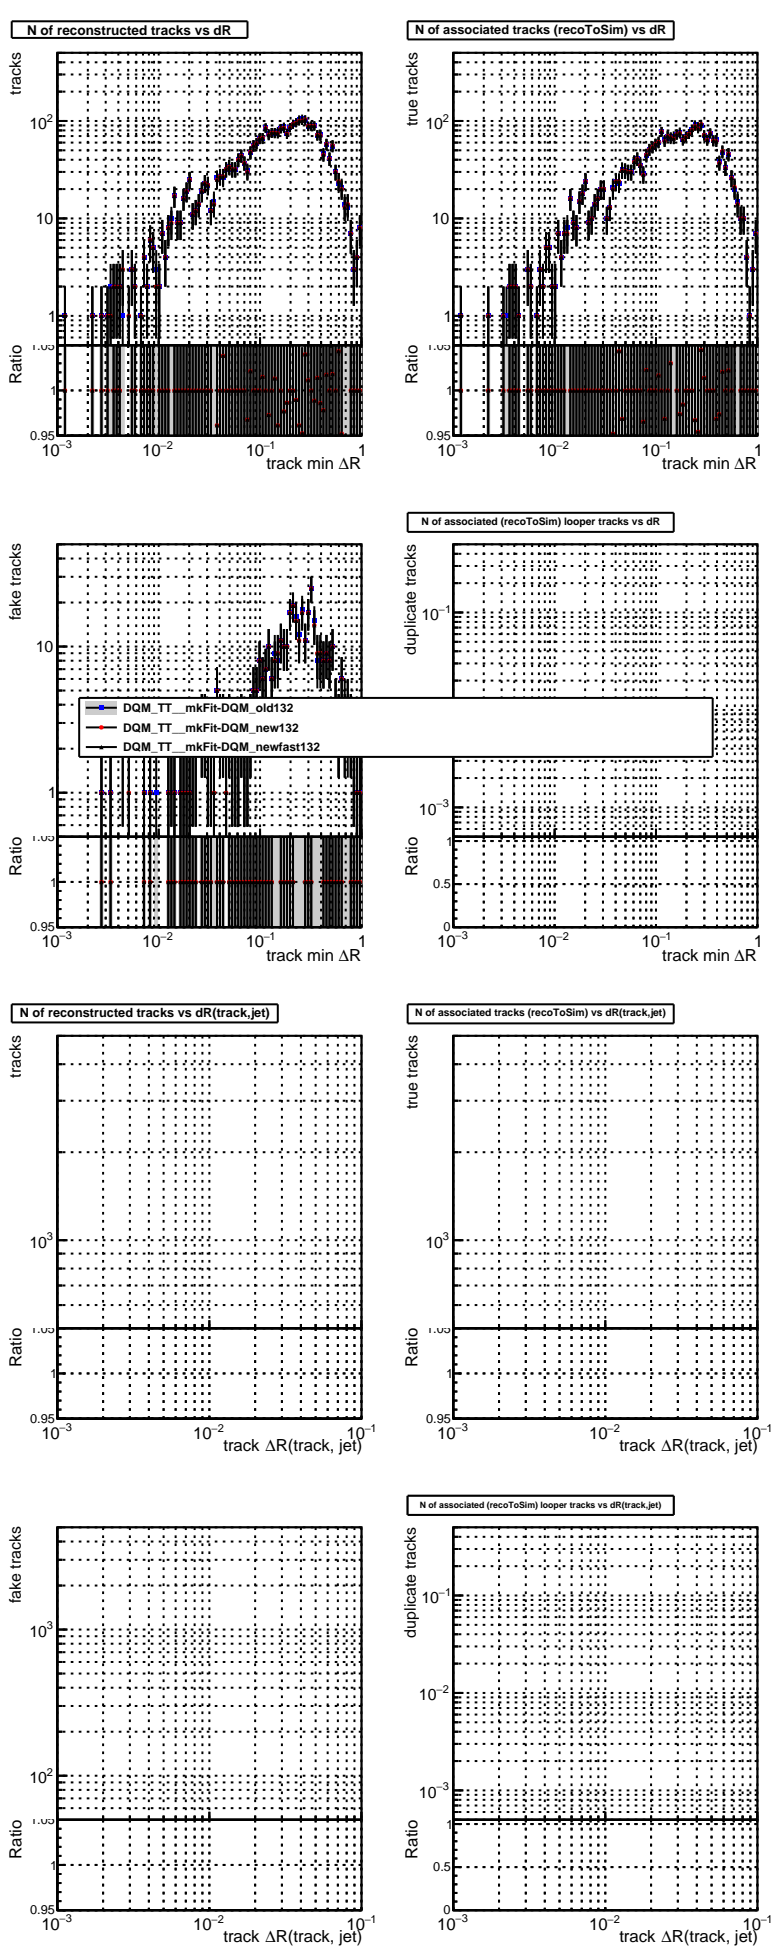 N of reconstructed tracks vs dR
tracks
10²
10
1
Ratio
1.05
1
0.95
10⁻³
10⁻²
10⁻¹
1
track min ΔR
N of associated tracks (recoToSim) vs dR
true tracks
10²
10
1
Ratio
1.05
1
0.95
10⁻³
10⁻²
10⁻¹
1
track min ΔR
fake tracks
10
1
Ratio
1.05
1
0.95
10⁻³
10⁻²
10⁻¹
1
track min ΔR
N of associated (recoToSim) looper tracks vs dR
duplicate tracks
10⁻¹
10⁻³
Ratio
1
0.5
0
10⁻³
10⁻²
10⁻¹
1
track min ΔR
DQM_TT__mkFit-DQM_old132
DQM_TT__mkFit-DQM_new132
DQM_TT__mkFit-DQM_newfast132
N of reconstructed tracks vs dR(track,jet)
tracks
10³
Ratio
1.05
1
0.95
10⁻³
10⁻²
10⁻¹
track ΔR(track, jet)
N of associated tracks (recoToSim) vs dR(track,jet)
true tracks
10³
Ratio
1.05
1
0.95
10⁻³
10⁻²
10⁻¹
track ΔR(track, jet)
fake tracks
10³
10²
Ratio
1.05
1
0.95
10⁻³
10⁻²
10⁻¹
track ΔR(track, jet)
N of associated (recoToSim) looper tracks vs dR(track,jet)
duplicate tracks
10⁻¹
10⁻²
10⁻³
Ratio
1
0.5
0
10⁻³
10⁻²
10⁻¹
track ΔR(track, jet)